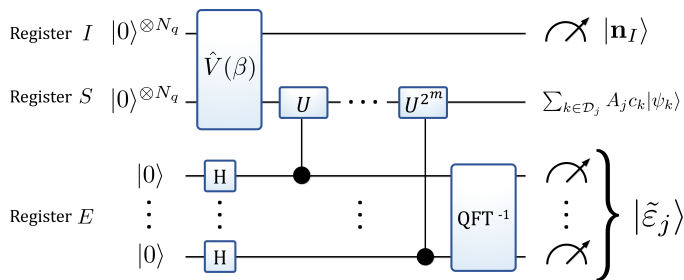 Register I |0⟩^{⊗N_q} V̂(β) |n_I⟩
Register S |0⟩^{⊗N_q} U ··· U^{2^m} ∑_{k∈𝒟_j} A_j c_k|ψ_k⟩
|0⟩ H
Register E ⋮ ⋮ ⋮ QFT⁻¹ ⋮ |ε̃_j⟩
|0⟩ H